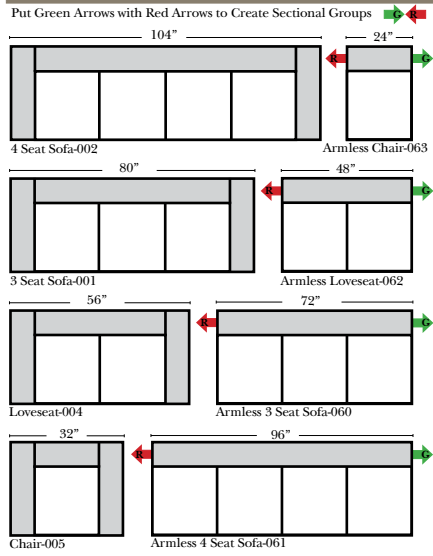 Put Green Arrows with Red Arrows to Create Sectional Groups G R
104” 24”
R G
4 Seat Sofa-002 Armless Chair-063
80” 48”
R G
3 Seat Sofa-001 Armless Loveseat-062
56” 72”
R G
Loveseat-004 Armless 3 Seat Sofa-060
32” 96”
R G
Chair-005 Armless 4 Seat Sofa-061